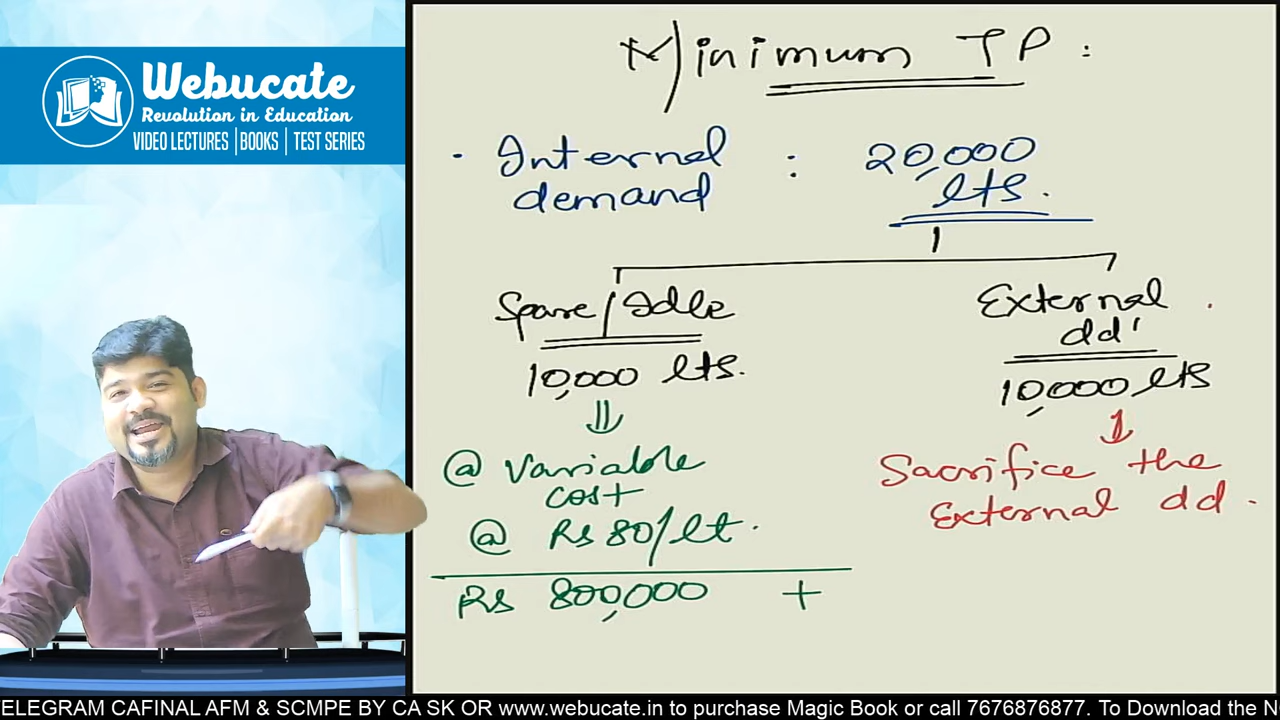 Webucate
Revolution in Education
VIDEO LECTURES | BOOKS | TEST SERIES
Minimum TP :
· Internal demand : 20,000 lts.
Spare/Idle
10,000 lts.
@ Variable cost
@ Rs 80/lt.
Rs 800,000 +
External dd'
10,000 lts
Sacrifice the
External dd.
ELEGRAM CAFINAL AFM & SCMPE BY CA SK OR www.webucate.in to purchase Magic Book or call 7676876877. To Download the N